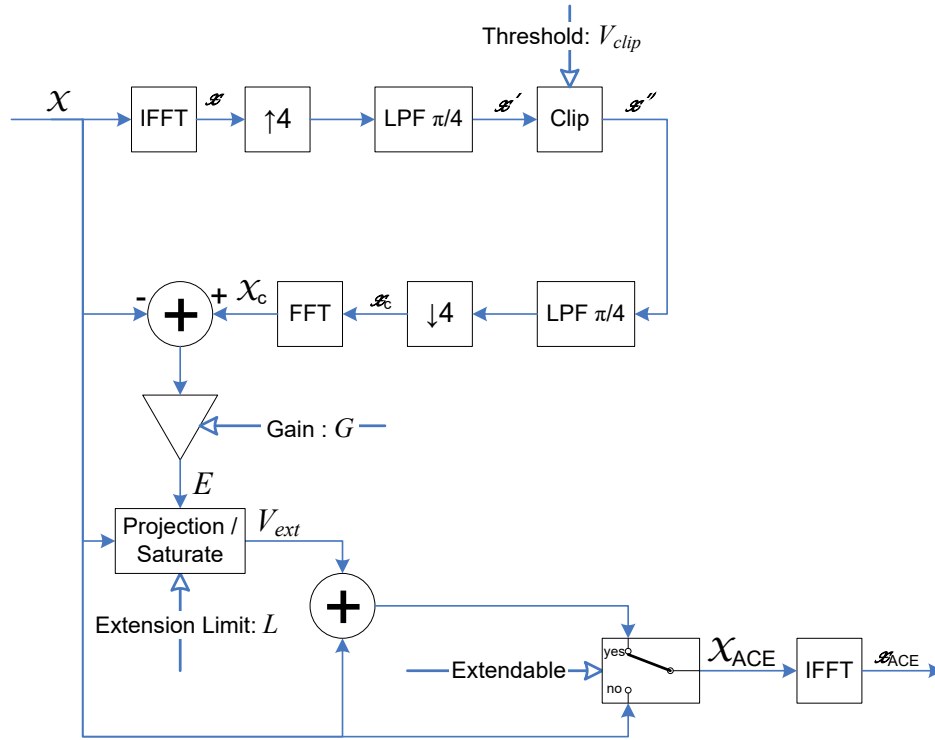 Threshold: V_clip
X
IFFT
x
↑4
LPF π/4
x'
Clip
x''
-
+
+
X_c
FFT
x_c
↓4
LPF π/4
Gain : G
E
Projection /
Saturate
V_ext
Extension Limit: L
+
Extendable
yes
no
X_ACE
IFFT
x_ACE